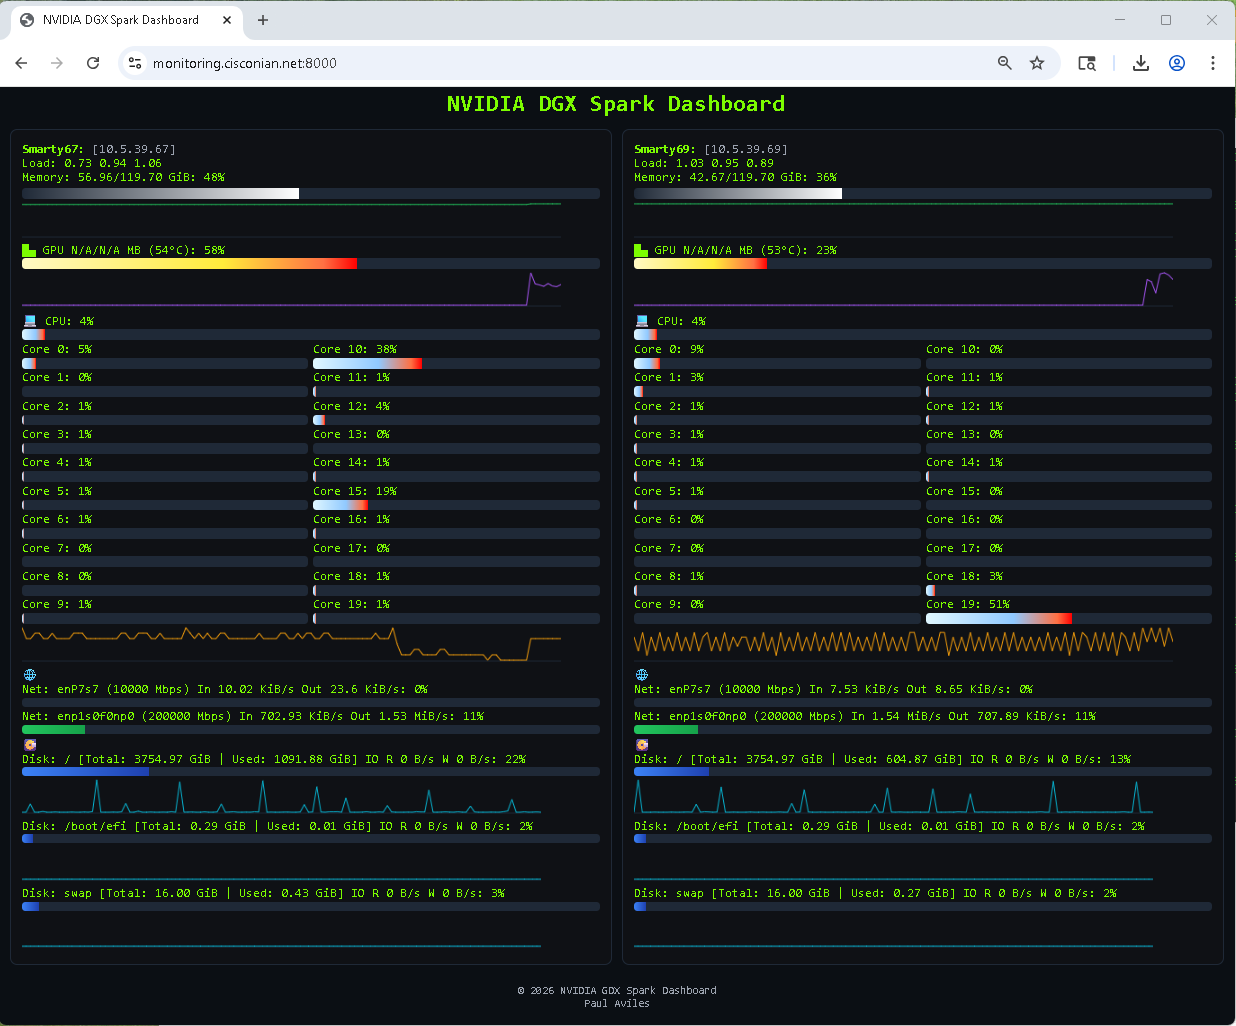 NVIDIA DGX Spark Dashboard
monitoring.cisconian.net:8000
NVIDIA DGX Spark Dashboard
Smarty67: [10.5.39.67]
Load: 0.73 0.94 1.06
Memory: 56.96/119.70 GiB: 48%
GPU N/A/N/A MB (54°C): 58%
CPU: 4%
Core 0: 5%
Core 10: 38%
Core 1: 0%
Core 11: 1%
Core 2: 1%
Core 12: 4%
Core 3: 1%
Core 13: 0%
Core 4: 1%
Core 14: 1%
Core 5: 1%
Core 15: 19%
Core 6: 1%
Core 16: 1%
Core 7: 0%
Core 17: 0%
Core 8: 0%
Core 18: 1%
Core 9: 1%
Core 19: 1%
Net: enP7s7 (10000 Mbps) In 10.02 KiB/s Out 23.6 KiB/s: 0%
Net: enp1s0f0np0 (200000 Mbps) In 702.93 KiB/s Out 1.53 MiB/s: 11%
Disk: / [Total: 3754.97 GiB | Used: 1091.88 GiB] IO R 0 B/s W 0 B/s: 22%
Disk: /boot/efi [Total: 0.29 GiB | Used: 0.01 GiB] IO R 0 B/s W 0 B/s: 2%
Disk: swap [Total: 16.00 GiB | Used: 0.43 GiB] IO R 0 B/s W 0 B/s: 3%
Smarty69: [10.5.39.69]
Load: 1.03 0.95 0.89
Memory: 42.67/119.70 GiB: 36%
GPU N/A/N/A MB (53°C): 23%
CPU: 4%
Core 0: 9%
Core 10: 0%
Core 1: 3%
Core 11: 1%
Core 2: 1%
Core 12: 1%
Core 3: 1%
Core 13: 0%
Core 4: 1%
Core 14: 1%
Core 5: 1%
Core 15: 0%
Core 6: 0%
Core 16: 0%
Core 7: 0%
Core 17: 0%
Core 8: 1%
Core 18: 3%
Core 9: 0%
Core 19: 51%
Net: enP7s7 (10000 Mbps) In 7.53 KiB/s Out 8.65 KiB/s: 0%
Net: enp1s0f0np0 (200000 Mbps) In 1.54 MiB/s Out 707.89 KiB/s: 11%
Disk: / [Total: 3754.97 GiB | Used: 604.87 GiB] IO R 0 B/s W 0 B/s: 13%
Disk: /boot/efi [Total: 0.29 GiB | Used: 0.01 GiB] IO R 0 B/s W 0 B/s: 2%
Disk: swap [Total: 16.00 GiB | Used: 0.27 GiB] IO R 0 B/s W 0 B/s: 2%
© 2026 NVIDIA GDX Spark Dashboard
Paul Aviles